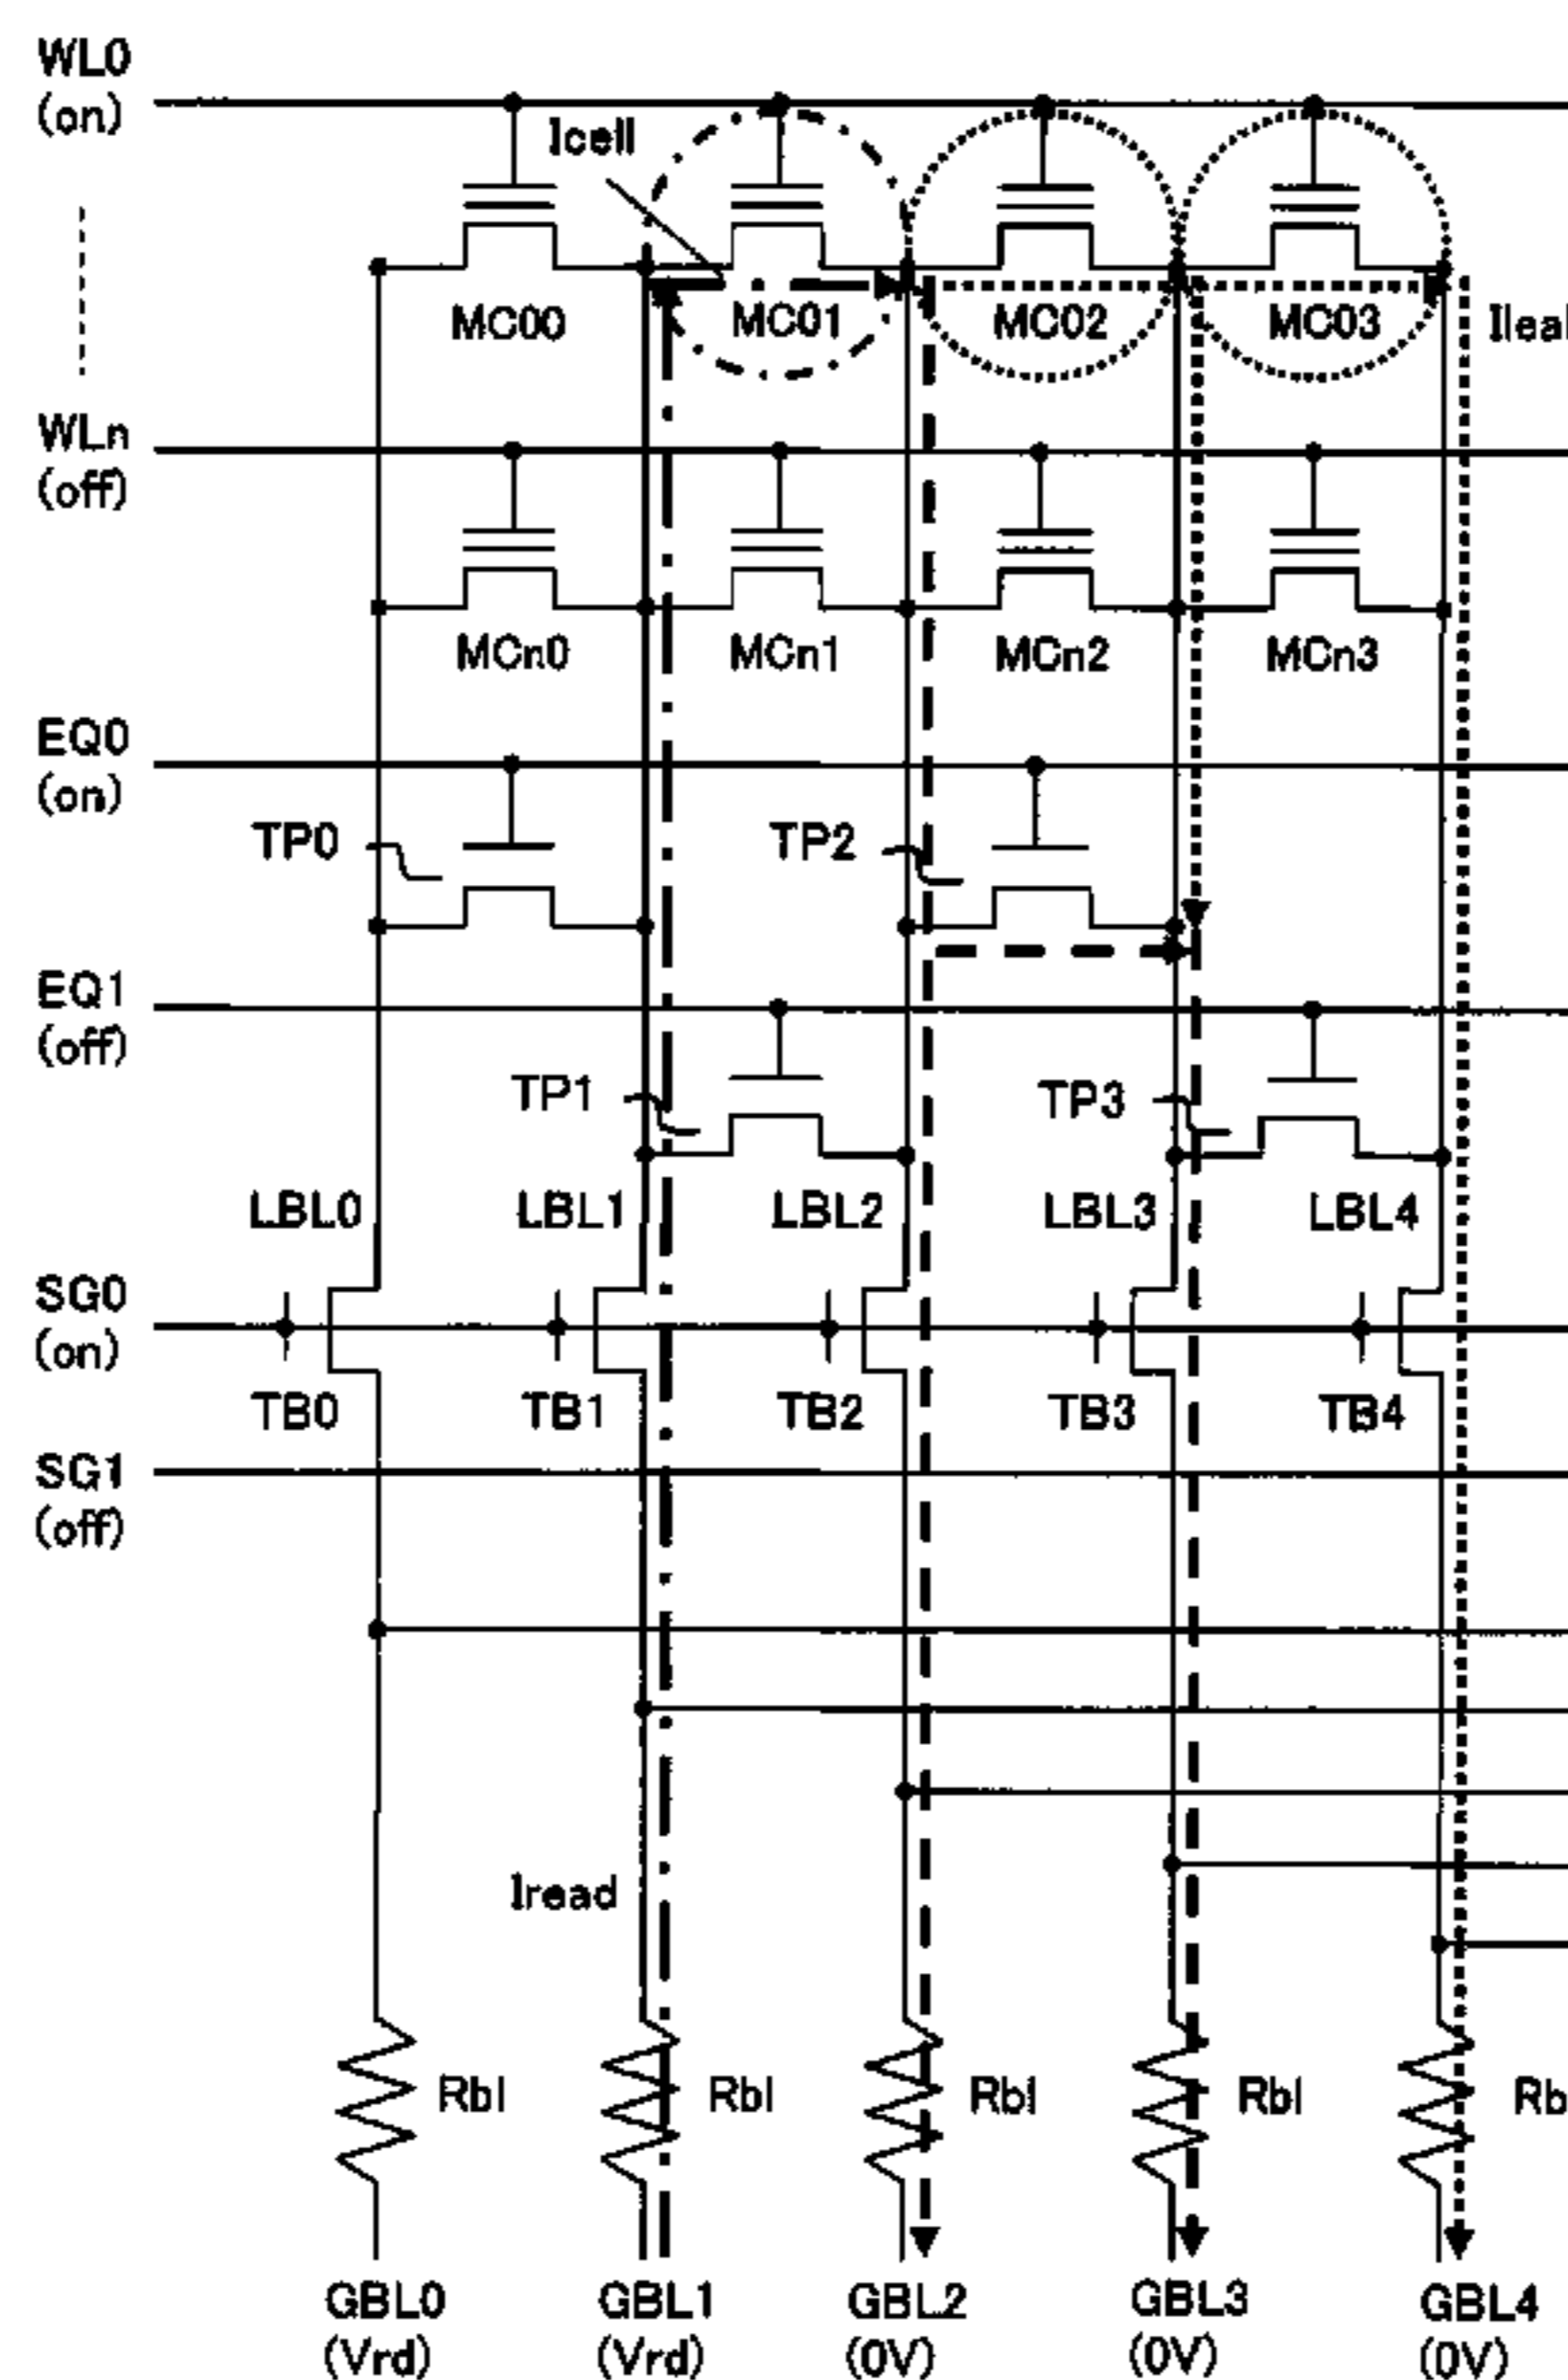 WL0
(on)
Icell
MC00 MC01 MC02 MC03
WLn
(off)
MCn0 MCn1 MCn2 MCn3
EQ0
(on)
TP0 TP2
EQ1
(off)
TP1 TP3
LBL0 LBL1 LBL2 LBL3 LBL4
SG0
(on)
TB0 TB1 TB2 TB3 TB4
SG1
(off)
Iread
Rbl Rbl Rbl Rbl
GBL0 GBL1 GBL2 GBL3 GBL4
(Vrd) (Vrd) (0V) (0V) (0V)